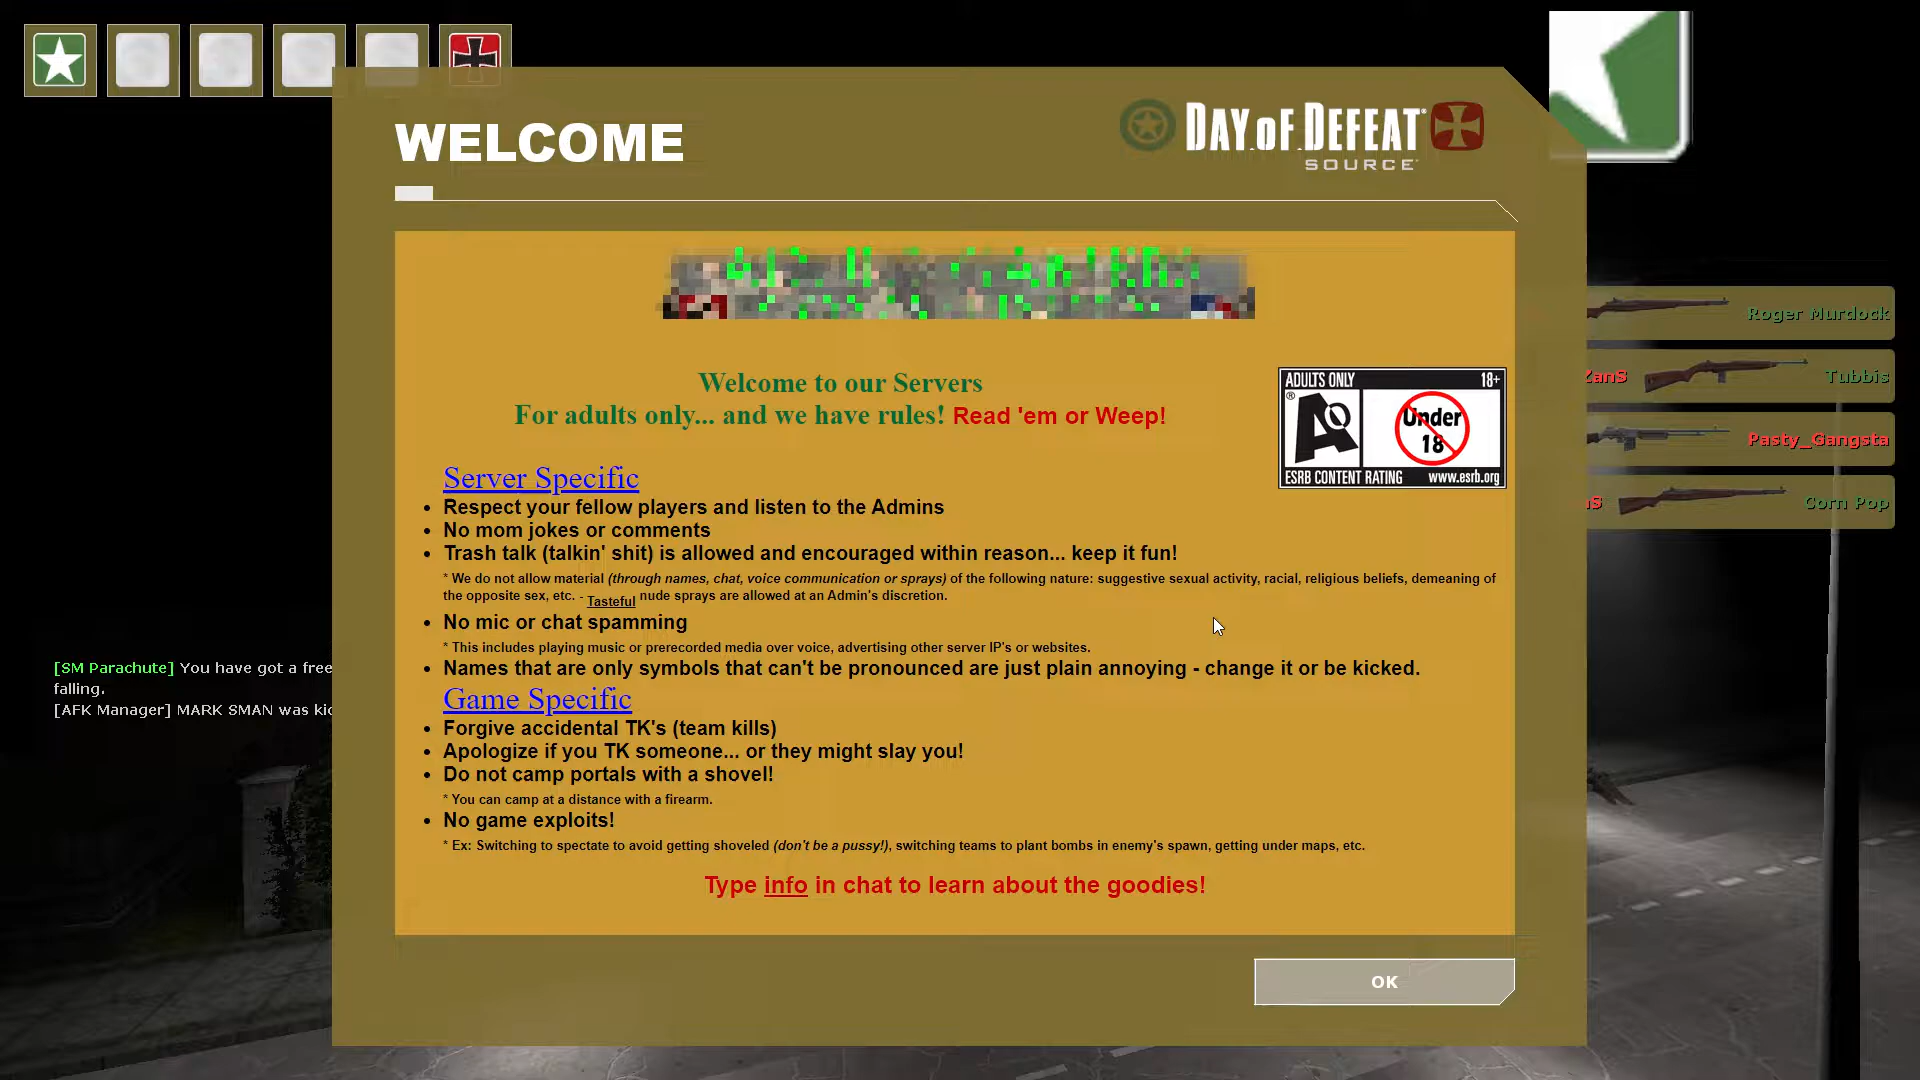 WELCOME
DAY of DEFEAT
SOURCE
Welcome to our Servers
For adults only... and we have rules! Read 'em or Weep!
ADULTS ONLY 18+
Under
18
ESRB CONTENT RATING www.esrb.org
Server Specific
Respect your fellow players and listen to the Admins
No mom jokes or comments
Trash talk (talkin' shit) is allowed and encouraged within reason... keep it fun!
* We do not allow material (through names, chat, voice communication or sprays) of the following nature: suggestive sexual activity, racial, religious beliefs, demeaning of
the opposite sex, etc. - Tasteful nude sprays are allowed at an Admin's discretion.
No mic or chat spamming
* This includes playing music or prerecorded media over voice, advertising other server IP's or websites.
Names that are only symbols that can't be pronounced are just plain annoying - change it or be kicked.
Game Specific
Forgive accidental TK's (team kills)
Apologize if you TK someone... or they might slay you!
Do not camp portals with a shovel!
* You can camp at a distance with a firearm.
No game exploits!
* Ex: Switching to spectate to avoid getting shoveled (don't be a pussy!), switching teams to plant bombs in enemy's spawn, getting under maps, etc.
Type info in chat to learn about the goodies!
OK
[SM Parachute] You have got a free
falling.
[AFK Manager] MARK SMAN was
Roger Murdock
ZanS Tubbis
Pasty_Gangsta
Corn Pop